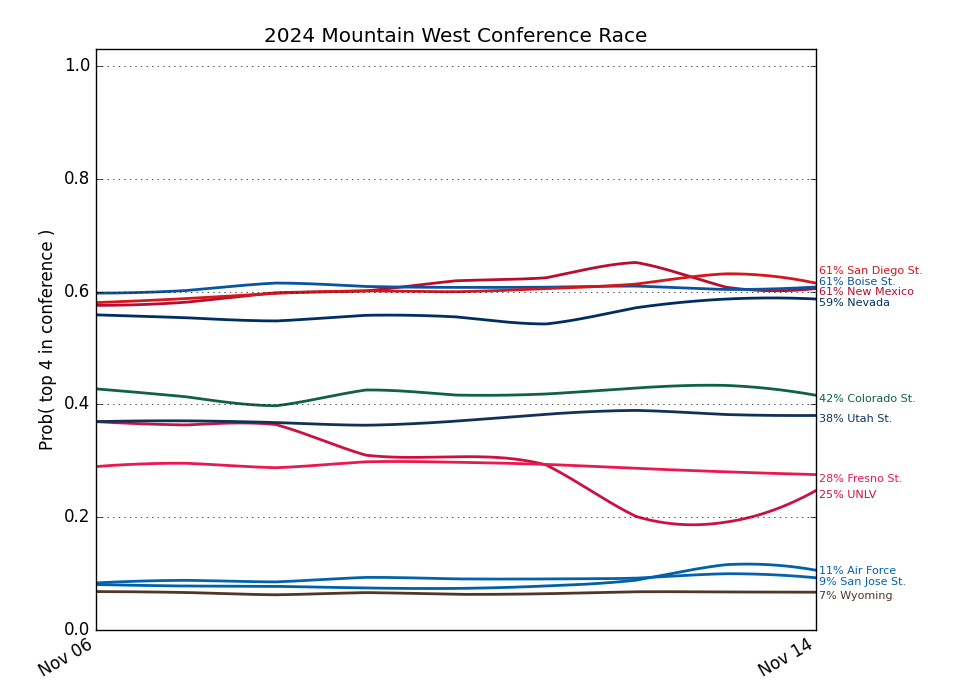 2024 Mountain West Conference Race
Prob( top 4 in conference )
1.0
0.8
0.6
0.4
0.2
0.0
Nov 06
Nov 14
61% San Diego St.
61% Boise St.
61% New Mexico
59% Nevada
42% Colorado St.
38% Utah St.
28% Fresno St.
25% UNLV
11% Air Force
9% San Jose St.
7% Wyoming